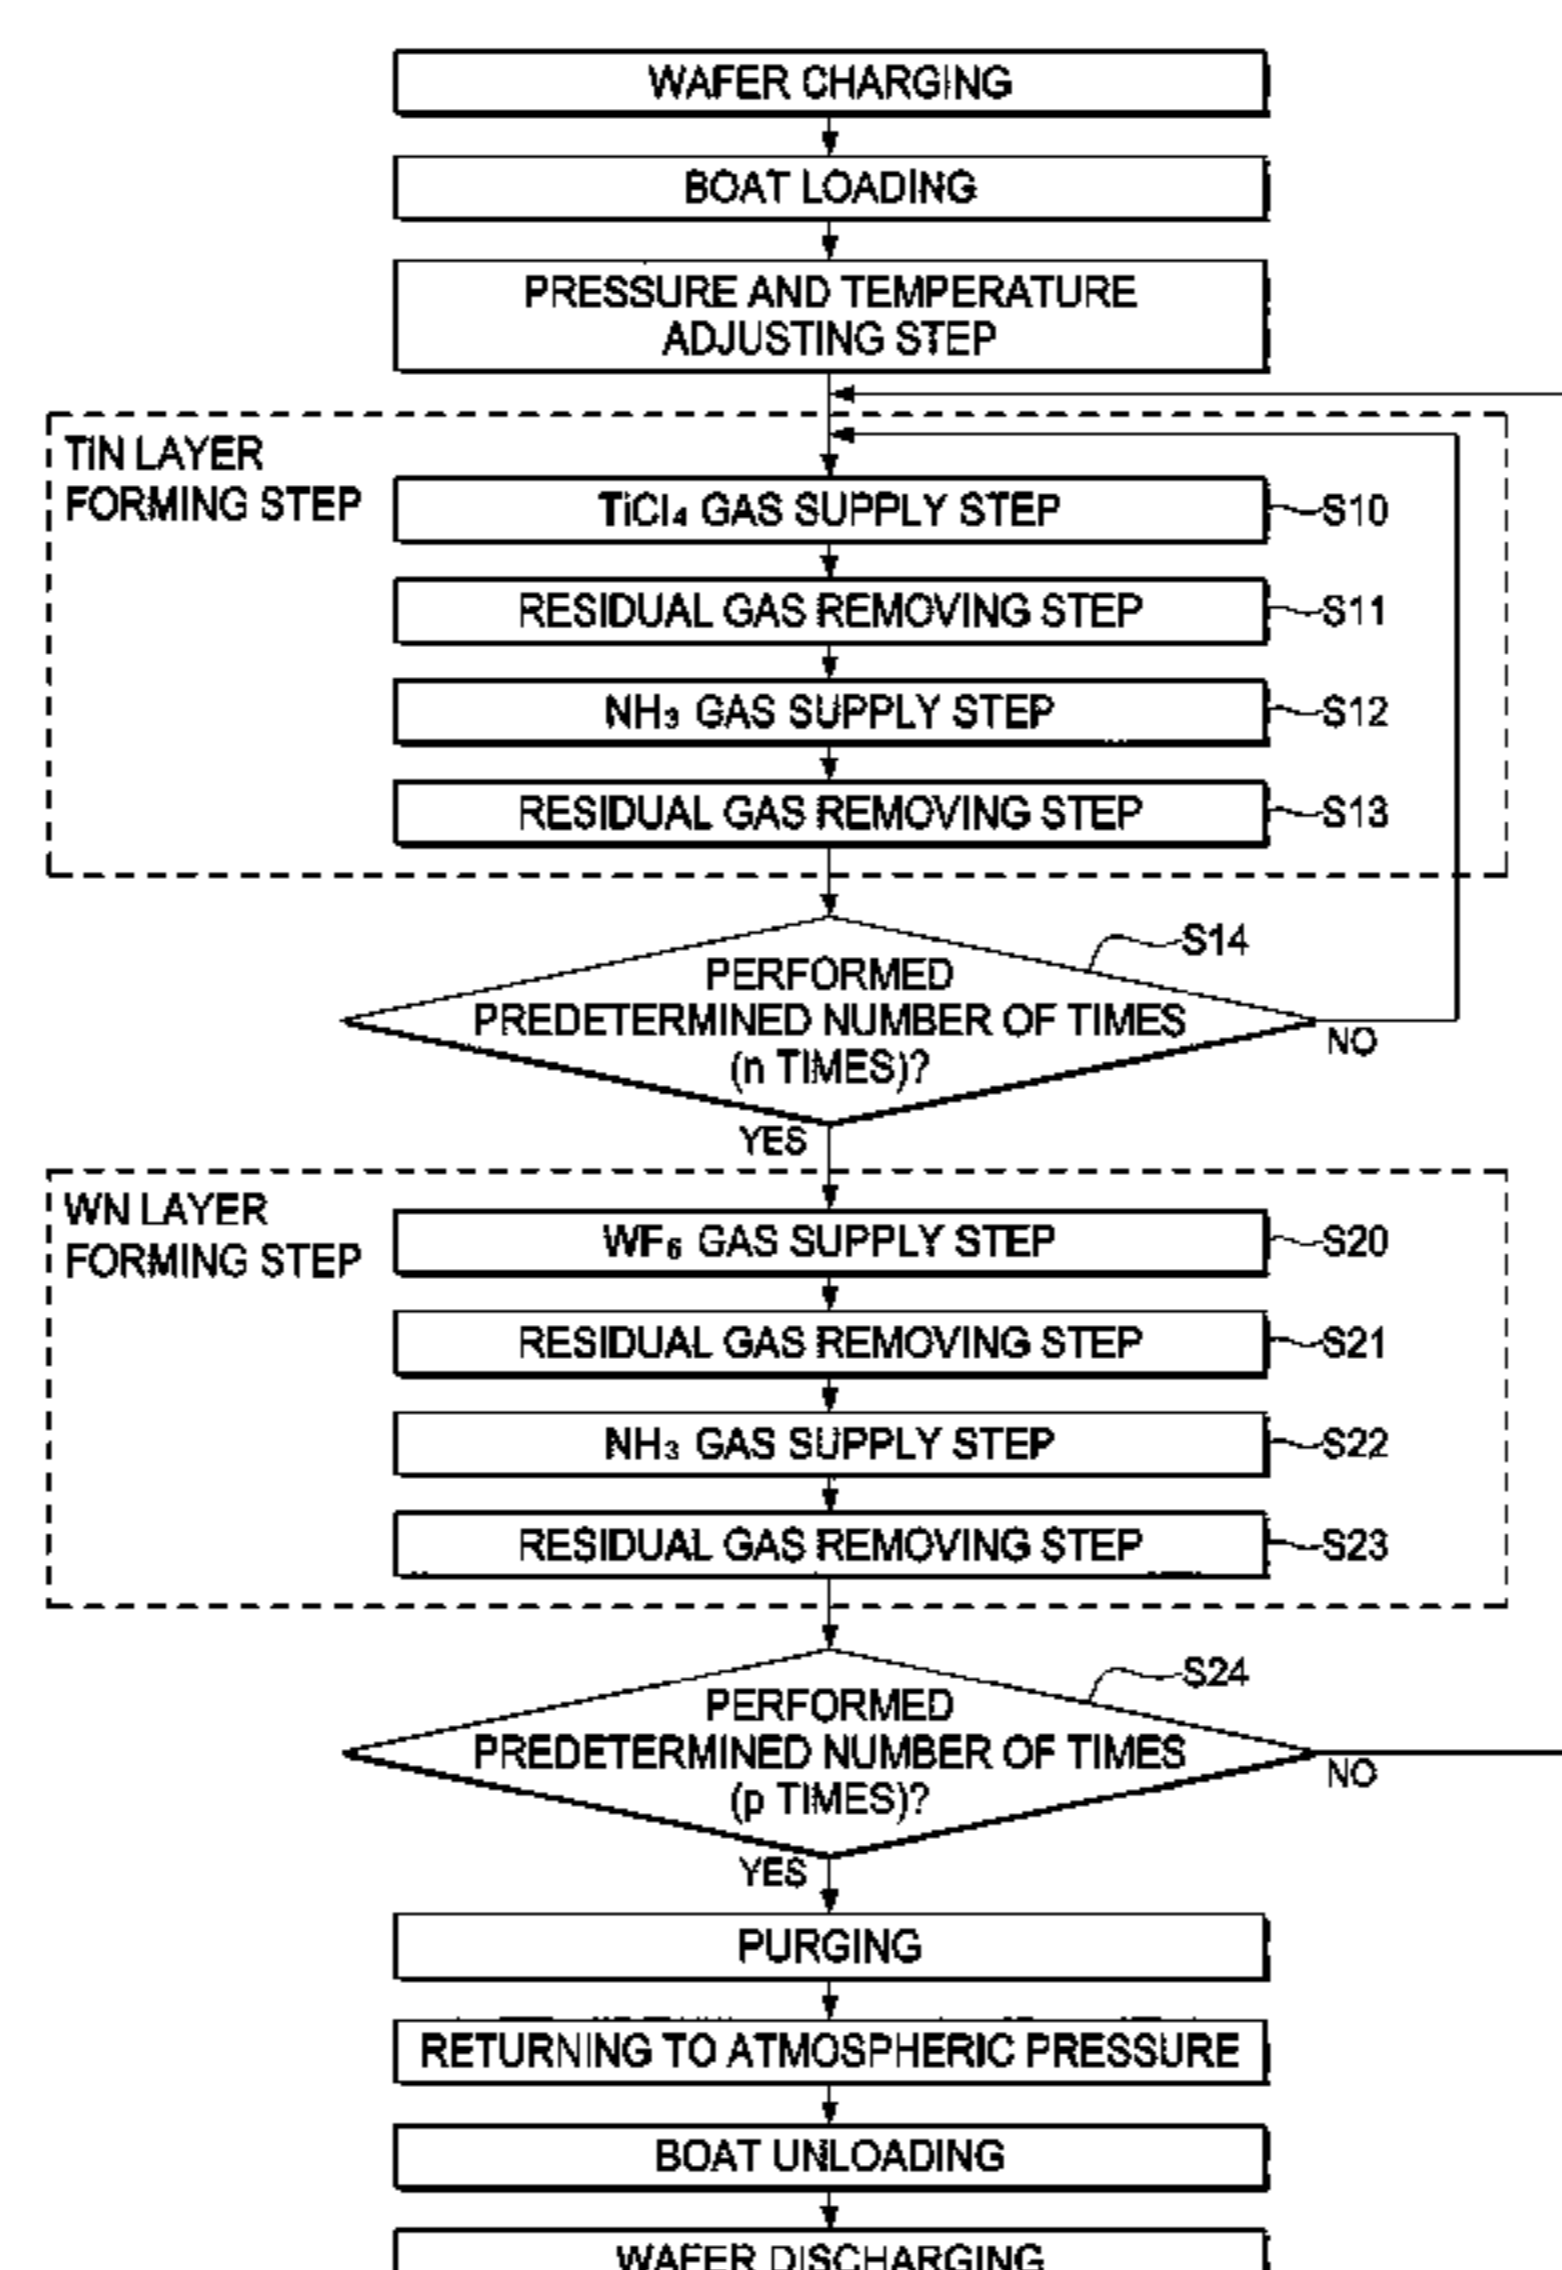 WAFER CHARGING
BOAT LOADING
PRESSURE AND TEMPERATURE
ADJUSTING STEP
TiN LAYER
FORMING STEP
TiCl₄ GAS SUPPLY STEP
S10
RESIDUAL GAS REMOVING STEP
S11
NH₃ GAS SUPPLY STEP
S12
RESIDUAL GAS REMOVING STEP
S13
S14
PERFORMED
PREDETERMINED NUMBER OF TIMES
(n TIMES)?
NO
YES
WN LAYER
FORMING STEP
WF₆ GAS SUPPLY STEP
S20
RESIDUAL GAS REMOVING STEP
S21
NH₃ GAS SUPPLY STEP
S22
RESIDUAL GAS REMOVING STEP
S23
S24
PERFORMED
PREDETERMINED NUMBER OF TIMES
(p TIMES)?
NO
YES
PURGING
RETURNING TO ATMOSPHERIC PRESSURE
BOAT UNLOADING
WAFER DISCHARGING